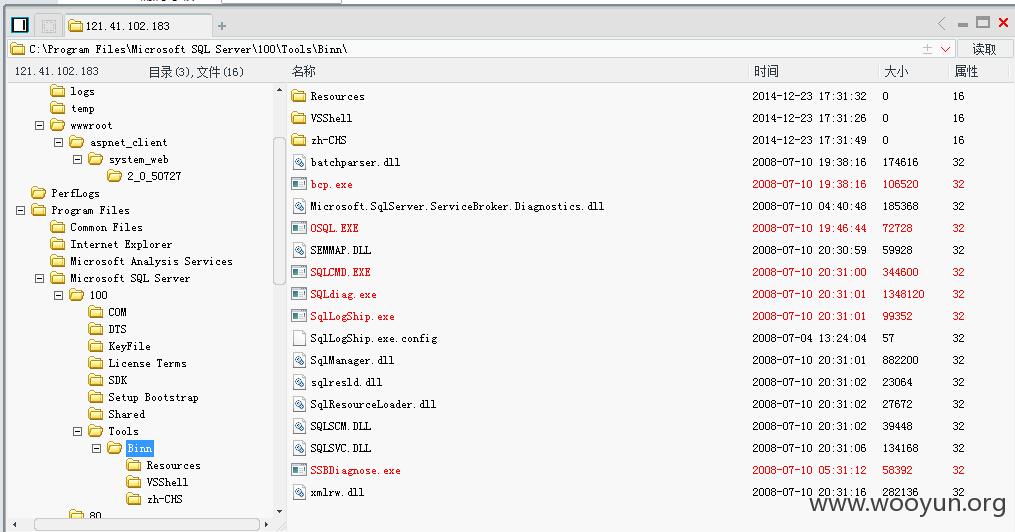 121.41.102.183
C:\Program Files\Microsoft SQL Server\100\Tools\Binn\
读取
121.41.102.183 目录(3),文件(16)
名称 时间 大小 属性
logs
temp
wwwroot
aspnet_client
system_web
2_0_50727
PerfLogs
Program Files
Common Files
Internet Explorer
Microsoft Analysis Services
Microsoft SQL Server
100
COM
DTS
KeyFile
License Terms
SDK
Setup Bootstrap
Shared
Tools
Binn
Resources
VSShell
zh-CHS
80
Resources 2014-12-23 17:31:32 0 16
VSShell 2014-12-23 17:31:26 0 16
zh-CHS 2014-12-23 17:31:49 0 16
batchparser.dll 2008-07-10 19:38:16 174616 32
bcp.exe 2008-07-10 19:38:16 106520 32
Microsoft.SqlServer.ServiceBroker.Diagnostics.dll 2008-07-10 04:40:48 185368 32
OSQL.EXE 2008-07-10 19:46:44 72728 32
SEMMAP.DLL 2008-07-10 20:30:59 59928 32
SQLCMD.EXE 2008-07-10 20:31:00 344600 32
SQLdiag.exe 2008-07-10 20:31:01 1348120 32
SqlLogShip.exe 2008-07-10 20:31:01 99352 32
SqlLogShip.exe.config 2008-07-04 13:24:04 57 32
SqlManager.dll 2008-07-10 20:31:01 882200 32
sqlresld.dll 2008-07-10 20:31:02 23064 32
SqlResourceLoader.dll 2008-07-10 20:31:02 27672 32
SQLSCM.DLL 2008-07-10 20:31:02 39448 32
SQLSVC.DLL 2008-07-10 20:31:06 134168 32
SSBDiagnose.exe 2008-07-10 05:31:12 58392 32
xmlrw.dll 2008-07-10 20:31:16 282136 32
www.wooyun.org